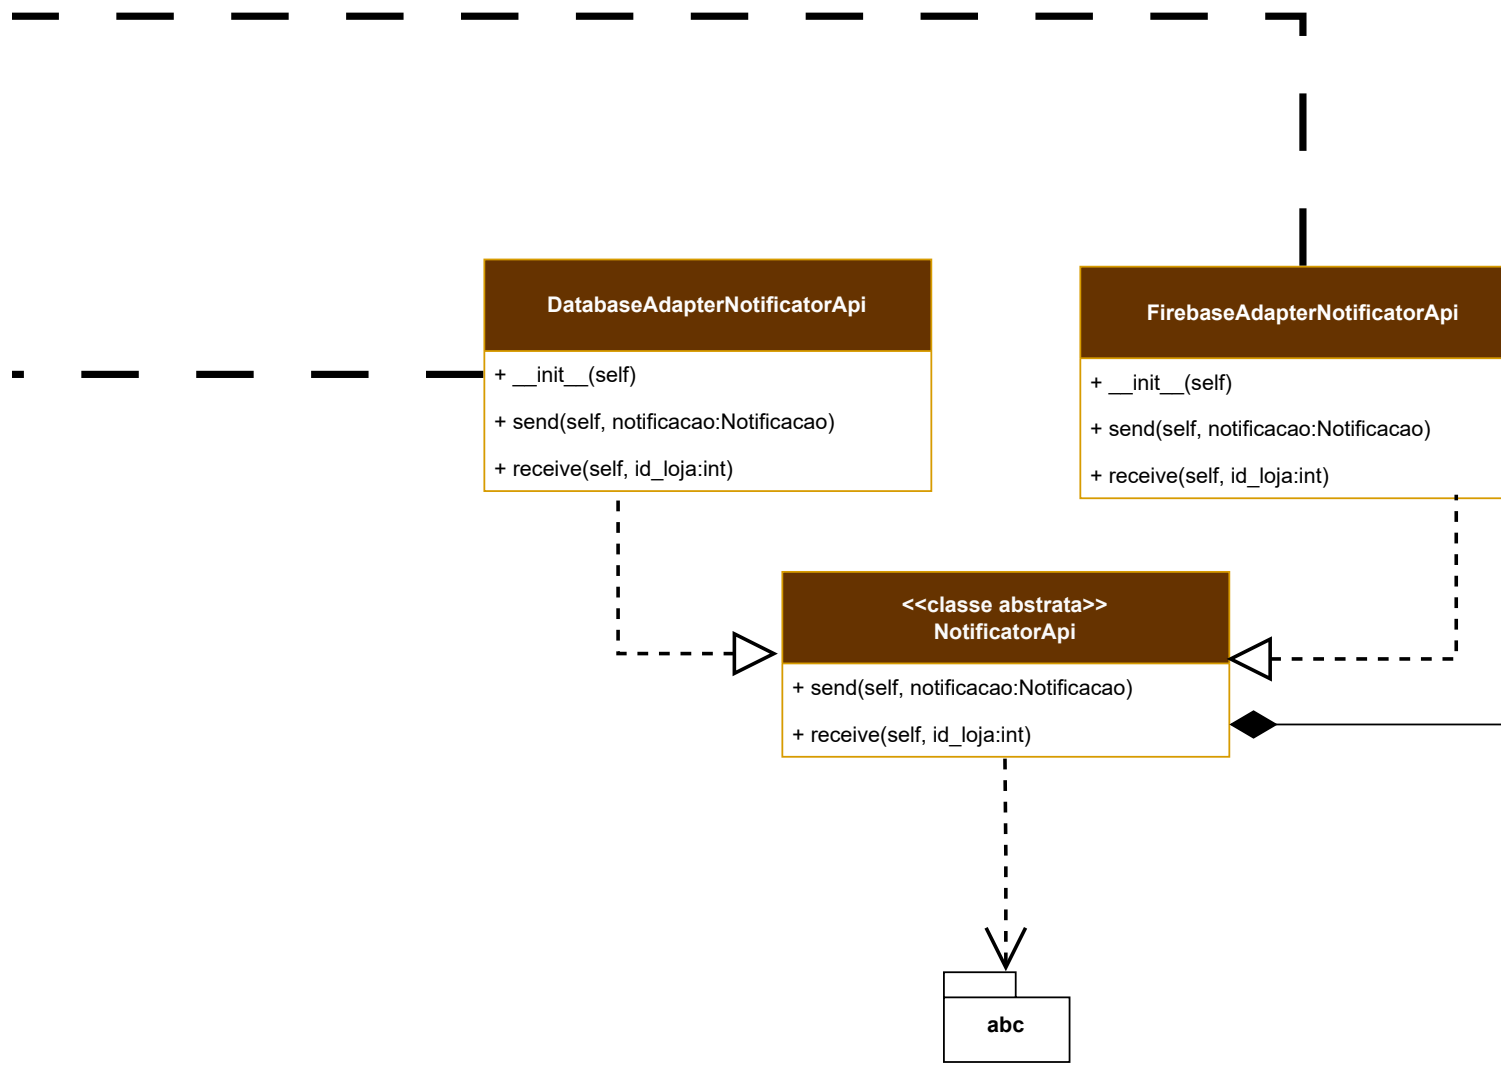 DatabaseAdapterNotificatorApi
+ __init__(self)
+ send(self, notificacao:Notificacao)
+ receive(self, id_loja:int)
FirebaseAdapterNotificatorApi
+ __init__(self)
+ send(self, notificacao:Notificacao)
+ receive(self, id_loja:int)
<<classe abstrata>>
NotificatorApi
+ send(self, notificacao:Notificacao)
+ receive(self, id_loja:int)
abc